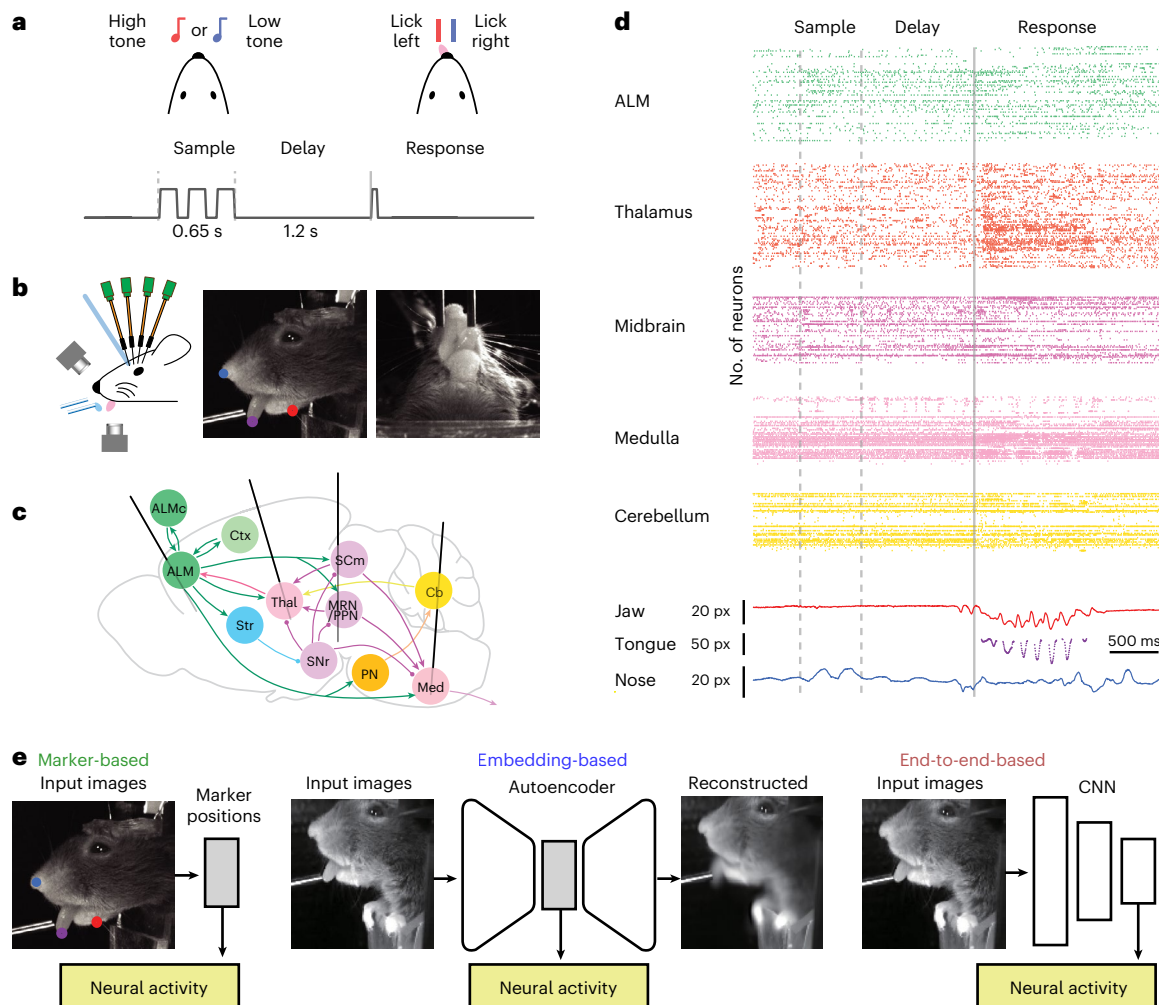 a
High tone
or
Low tone
Lick left
Lick right
Sample
Delay
Response
0.65 s
1.2 s
b
c
ALMc
Ctx
ALM
SCm
Thal
MRN
PPN
Cb
Str
SNr
PN
Med
d
Sample
Delay
Response
ALM
Thalamus
Midbrain
Medulla
Cerebellum
No. of neurons
Jaw
20 px
Tongue
50 px
500 ms
Nose
20 px
e
Marker-based
Input images
Marker positions
Neural activity
Embedding-based
Input images
Autoencoder
Reconstructed
Neural activity
End-to-end-based
Input images
CNN
Neural activity